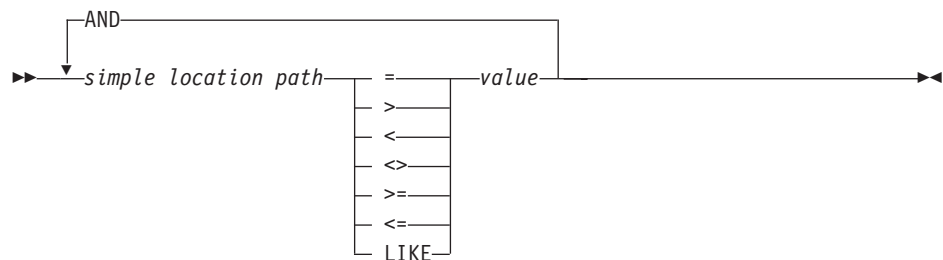 AND
simple location path = value
>
<
<>
>=
<=
LIKE